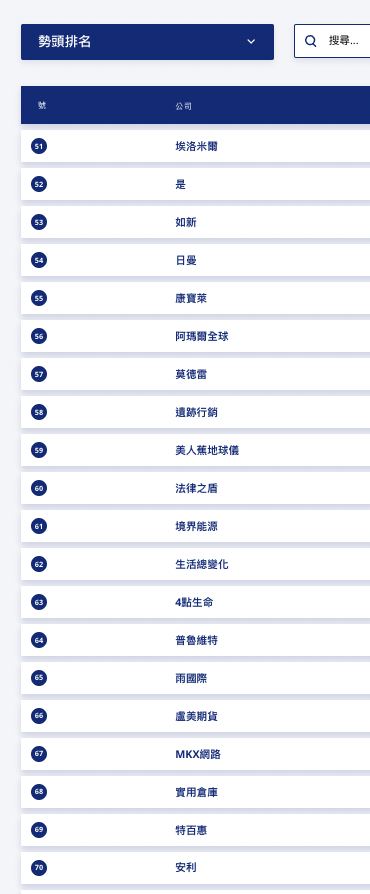 勢頭排名
搜尋...
號 公司
51 埃洛米爾
52 是
53 如新
54 日曼
55 康寶萊
56 阿瑪爾全球
57 莫德雷
58 遺跡行銷
59 美人蕉地球儀
60 法律之盾
61 境界能源
62 生活總變化
63 4點生命
64 普魯維特
65 雨國際
66 盧美期貨
67 MKX網路
68 實用倉庫
69 特百惠
70 安利